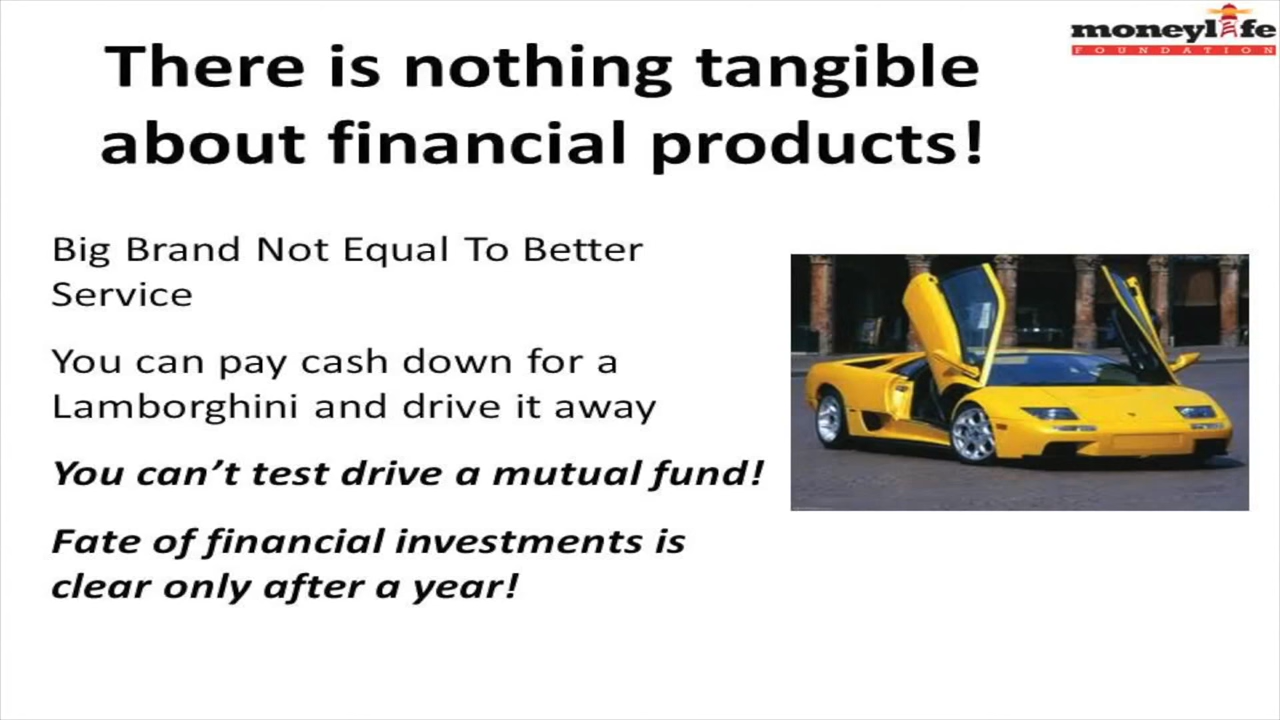 moneylife
FOUNDATION
There is nothing tangible
about financial products!
Big Brand Not Equal To Better
Service
You can pay cash down for a
Lamborghini and drive it away
You can’t test drive a mutual fund!
Fate of financial investments is
clear only after a year!